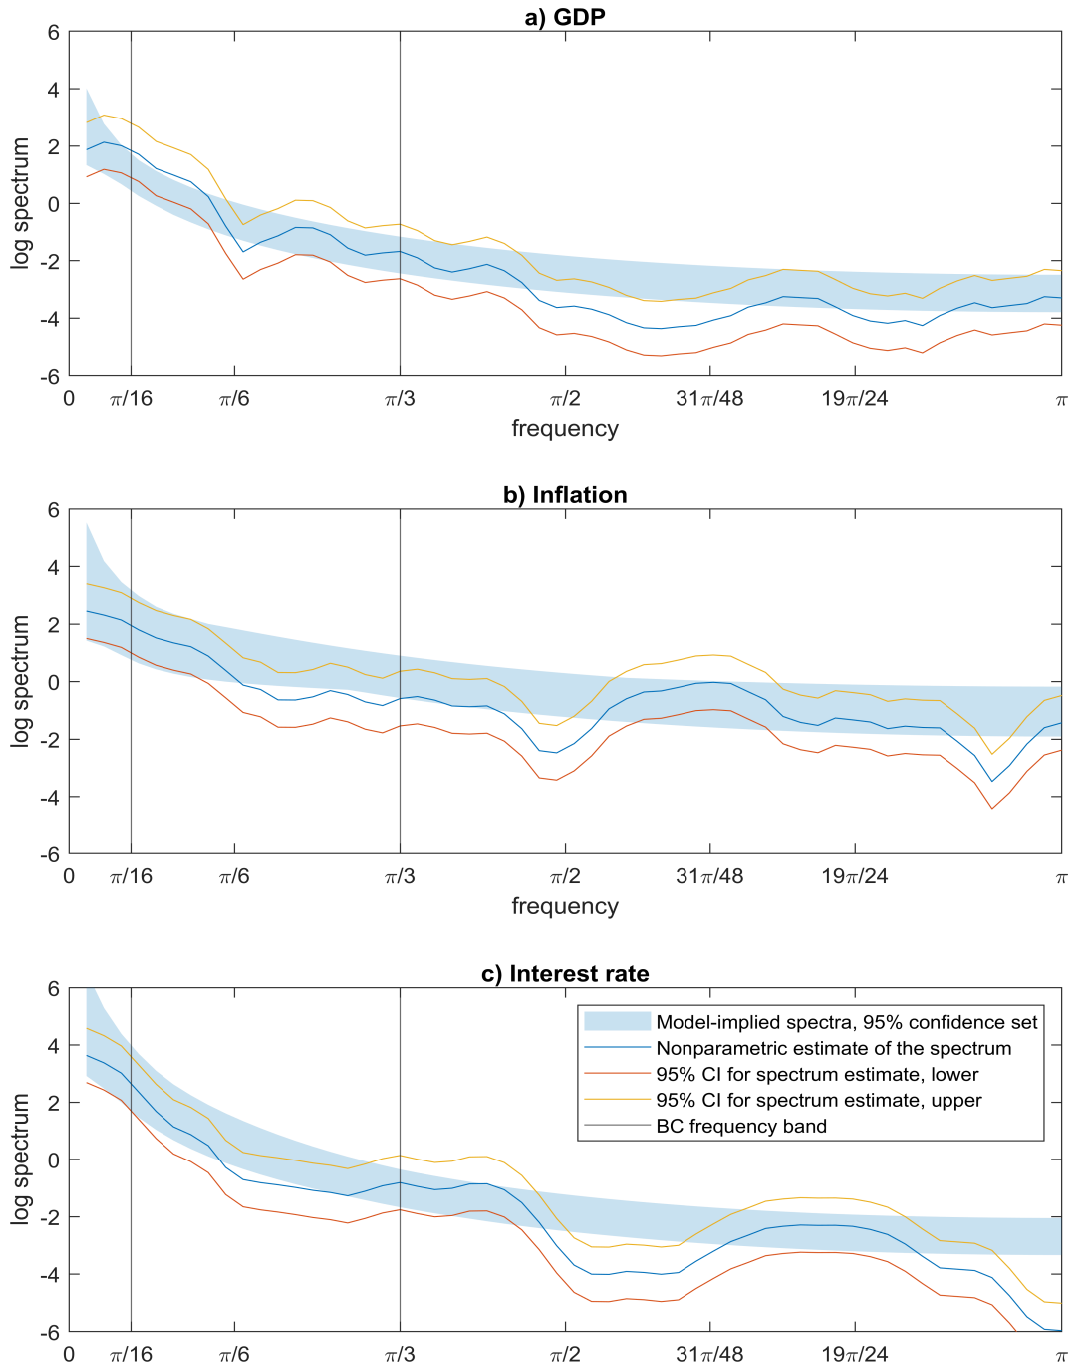 a) GDP
6
4
2
0
-2
-4
-6
log spectrum
0 π/16 π/6 π/3 π/2 31π/48 19π/24 π
frequency
b) Inflation
6
4
2
0
-2
-4
-6
log spectrum
0 π/16 π/6 π/3 π/2 31π/48 19π/24 π
frequency
c) Interest rate
6
4
2
0
-2
-4
-6
log spectrum
Model-implied spectra, 95% confidence set
Nonparametric estimate of the spectrum
95% CI for spectrum estimate, lower
95% CI for spectrum estimate, upper
BC frequency band
0 π/16 π/6 π/3 π/2 31π/48 19π/24 π